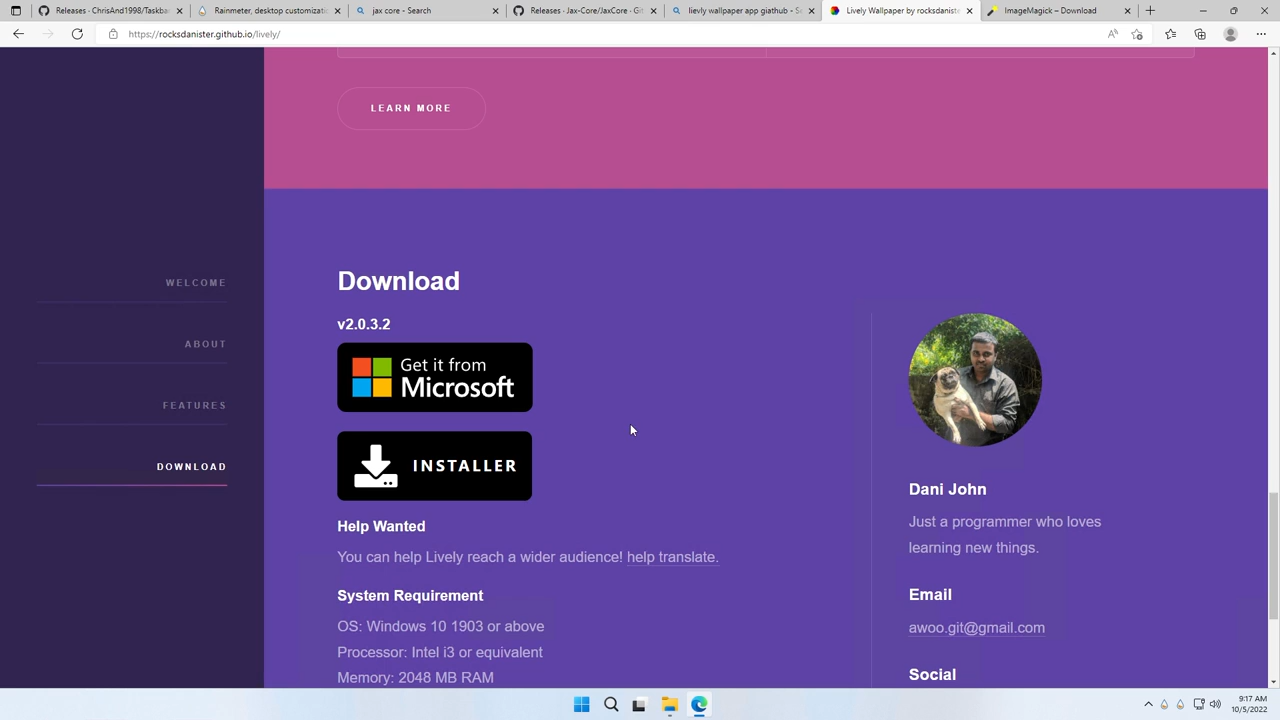 Releases · ChrisAnd1998/Taskba
Rainmeter, desktop customizatio
jax core - Search
Releases · Jax-Core/JaxCore · Git
lievly wallpaper app giathub - Se
Lively Wallpaper by rocksdaniste
ImageMagick – Download
https://rocksdanister.github.io/lively/
LEARN MORE
WELCOME
ABOUT
FEATURES
DOWNLOAD
Download
v2.0.3.2
Get it from
Microsoft
INSTALLER
Help Wanted
You can help Lively reach a wider audience! help translate.
System Requirement
OS: Windows 10 1903 or above
Processor: Intel i3 or equivalent
Memory: 2048 MB RAM
Dani John
Just a programmer who loves
learning new things.
Email
awoo.git@gmail.com
Social
9:17 AM
10/5/2022